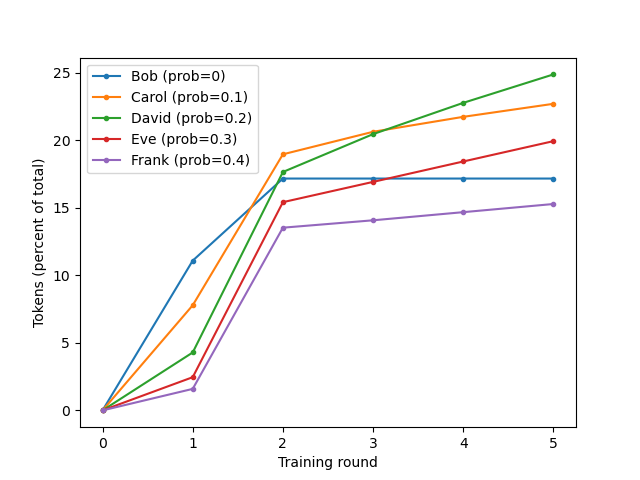 25
20
15
10
5
0
Tokens (percent of total)
Bob (prob=0)
Carol (prob=0.1)
David (prob=0.2)
Eve (prob=0.3)
Frank (prob=0.4)
0 1 2 3 4 5
Training round